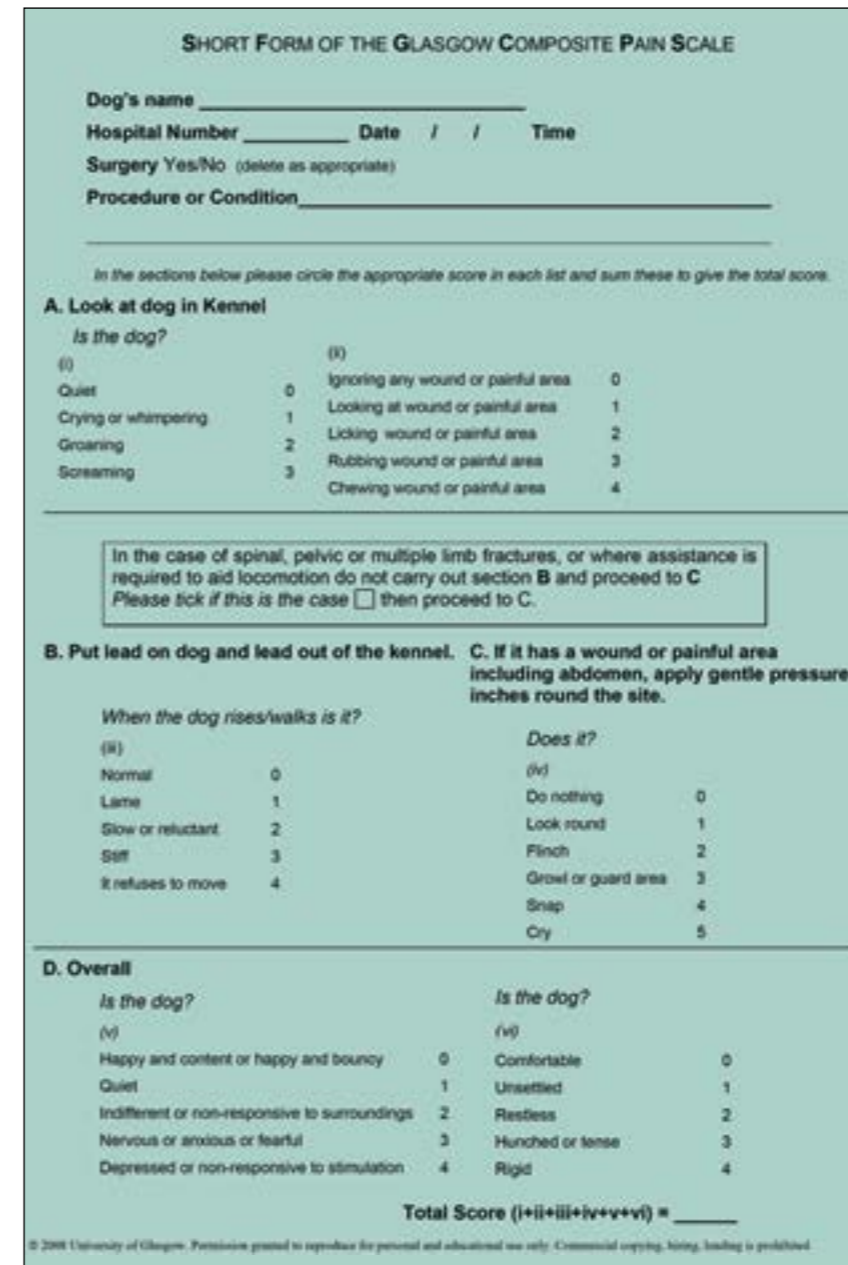 SHORT FORM OF THE GLASGOW COMPOSITE PAIN SCALE
Dog's name
Hospital Number Date / / Time
Surgery Yes/No (delete as appropriate)
Procedure or Condition
In the sections below please circle the appropriate score in each list and sum these to give the total score.
A. Look at dog in Kennel
Is the dog?
(i)
Quiet 0
Crying or whimpering 1
Groaning 2
Screaming 3
(ii)
Ignoring any wound or painful area 0
Looking at wound or painful area 1
Licking wound or painful area 2
Rubbing wound or painful area 3
Chewing wound or painful area 4
In the case of spinal, pelvic or multiple limb fractures, or where assistance is
required to aid locomotion do not carry out section B and proceed to C
Please tick if this is the case ☐ then proceed to C.
B. Put lead on dog and lead out of the kennel.
When the dog rises/walks is it?
(iii)
Normal 0
Lame 1
Slow or reluctant 2
Stiff 3
It refuses to move 4
C. If it has a wound or painful area
including abdomen, apply gentle pressure
inches round the site.
Does it?
(iv)
Do nothing 0
Look round 1
Flinch 2
Growl or guard area 3
Snap 4
Cry 5
D. Overall
Is the dog?
(v)
Happy and content or happy and bouncy 0
Quiet 1
Indifferent or non-responsive to surroundings 2
Nervous or anxious or fearful 3
Depressed or non-responsive to stimulation 4
Is the dog?
(vi)
Comfortable 0
Unsettled 1
Restless 2
Hunched or tense 3
Rigid 4
Total Score (i+ii+iii+iv+v+vi) =
© 2008 University of Glasgow. Permission granted to reproduce for personal and educational use only. Commercial copying, hiring, lending is prohibited.